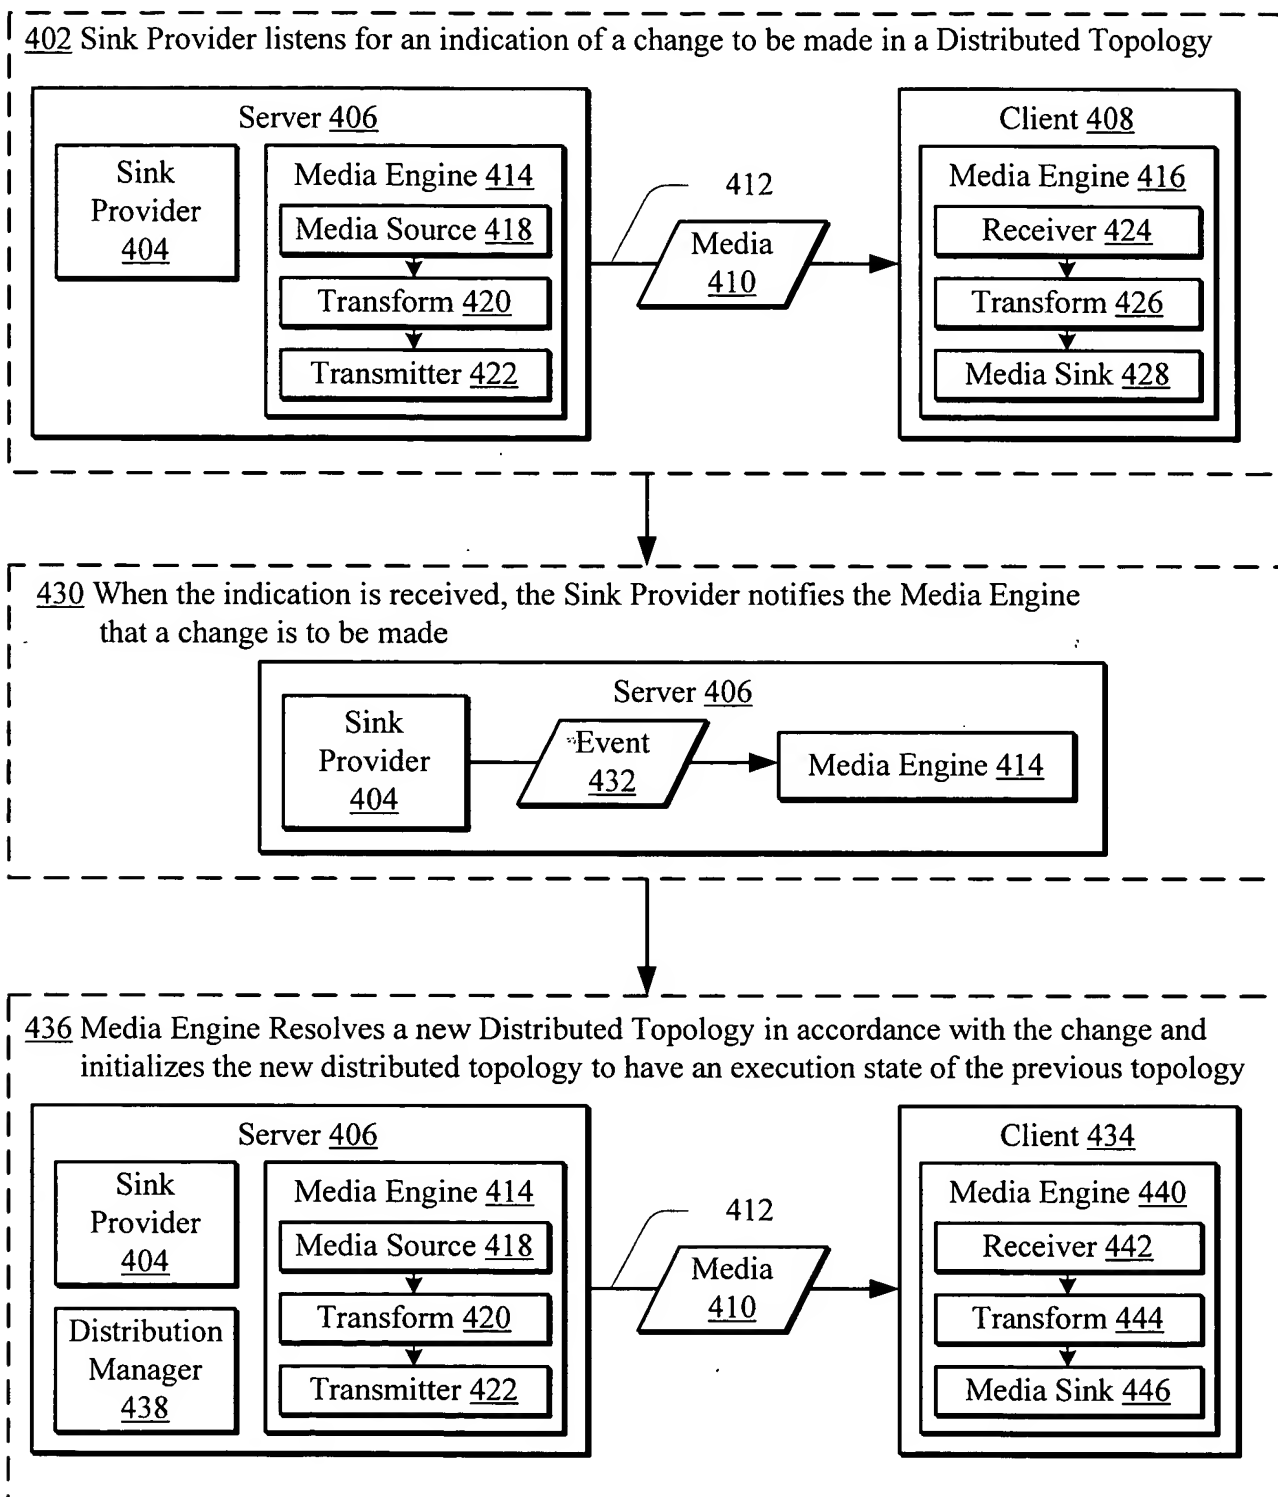 402 Sink Provider listens for an indication of a change to be made in a Distributed Topology
Server 406
Sink
Provider
404
Media Engine 414
Media Source 418
Transform 420
Transmitter 422
412
Media
410
Client 408
Media Engine 416
Receiver 424
Transform 426
Media Sink 428
430 When the indication is received, the Sink Provider notifies the Media Engine
that a change is to be made
Server 406
Sink
Provider
404
Event
432
Media Engine 414
436 Media Engine Resolves a new Distributed Topology in accordance with the change and
initializes the new distributed topology to have an execution state of the previous topology
Server 406
Sink
Provider
404
Distribution
Manager
438
Media Engine 414
Media Source 418
Transform 420
Transmitter 422
412
Media
410
Client 434
Media Engine 440
Receiver 442
Transform 444
Media Sink 446